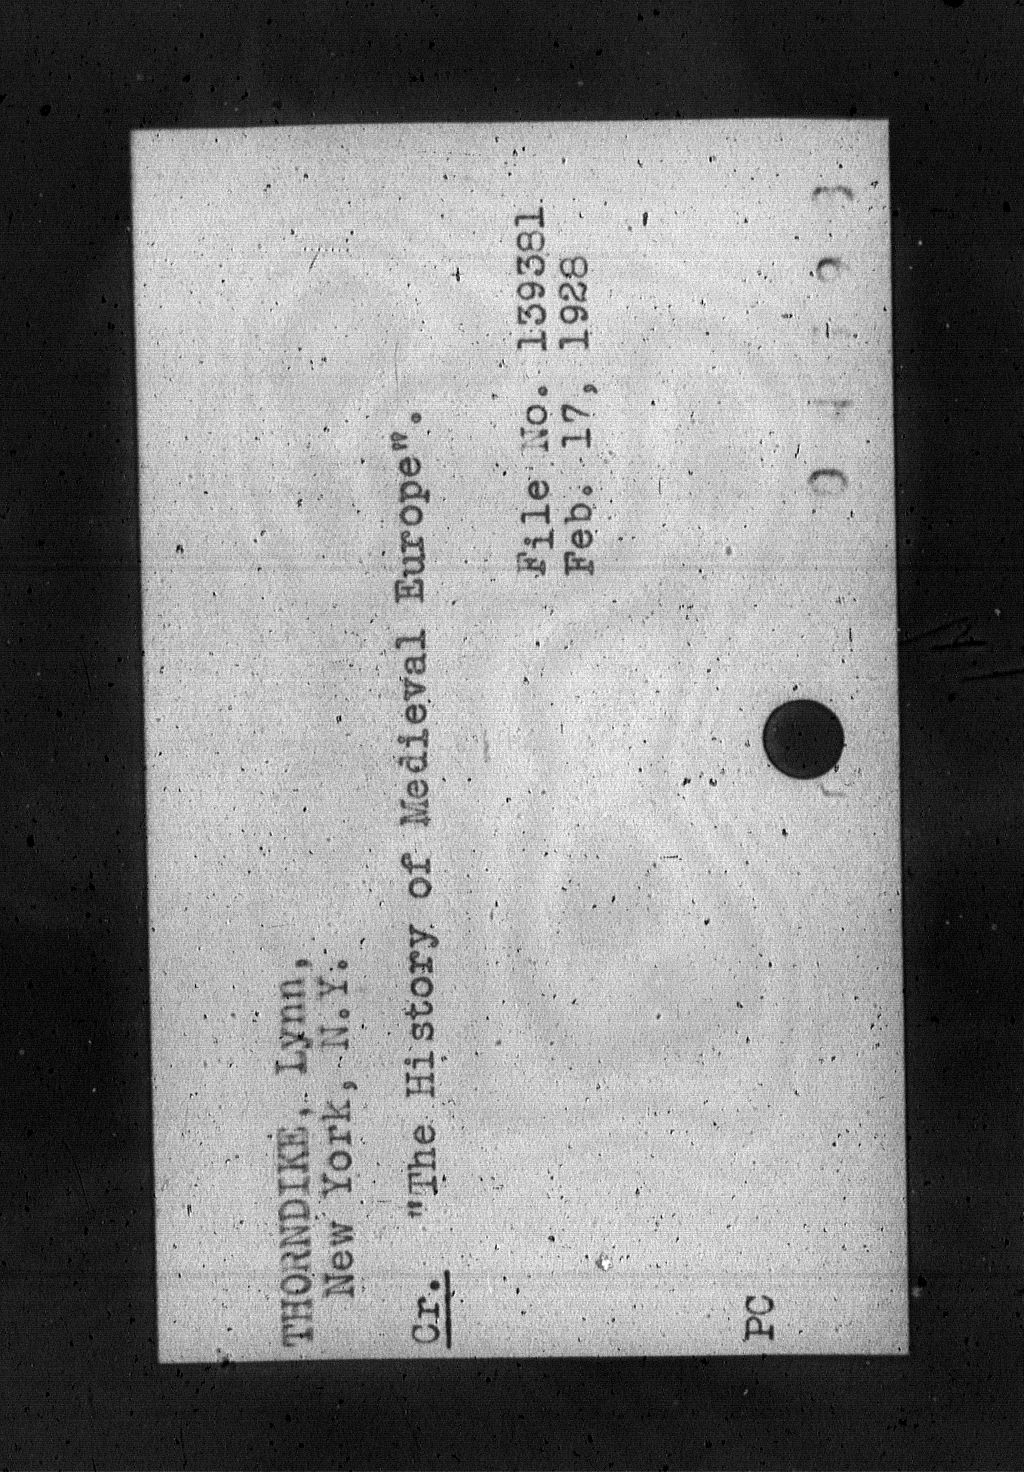 THORNDIKE, Lynn,
New York, N.Y.
Cr. "The History of Medieval Europe".
File No. 139381
Feb. 17, 1928
PC